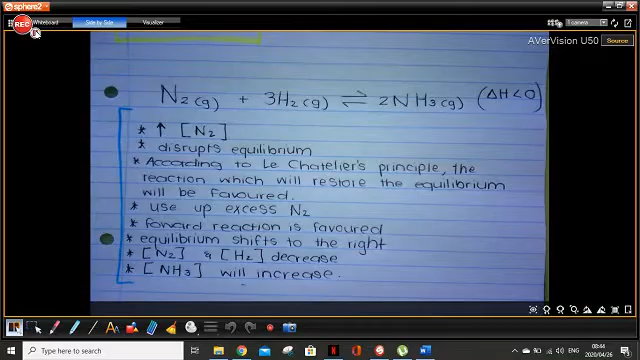 sphere2
REC
Whiteboard
Side by Side
Visualizer
1 camera
AVerVision U50
Source
N2(g) + 3H2(g) ⇌ 2NH3(g) (ΔH<0)
* ↑ [N2]
* disrupts equilibrium
* According to Le Chatelier's principle, the
reaction which will restore the equilibrium
will be favoured.
* use up excess N2
* forward reaction is favoured
* equilibrium shifts to the right
* [N2] & [H2] decrease
* [NH3] will increase.
Type here to search
ENG
08:44
2020/04/26